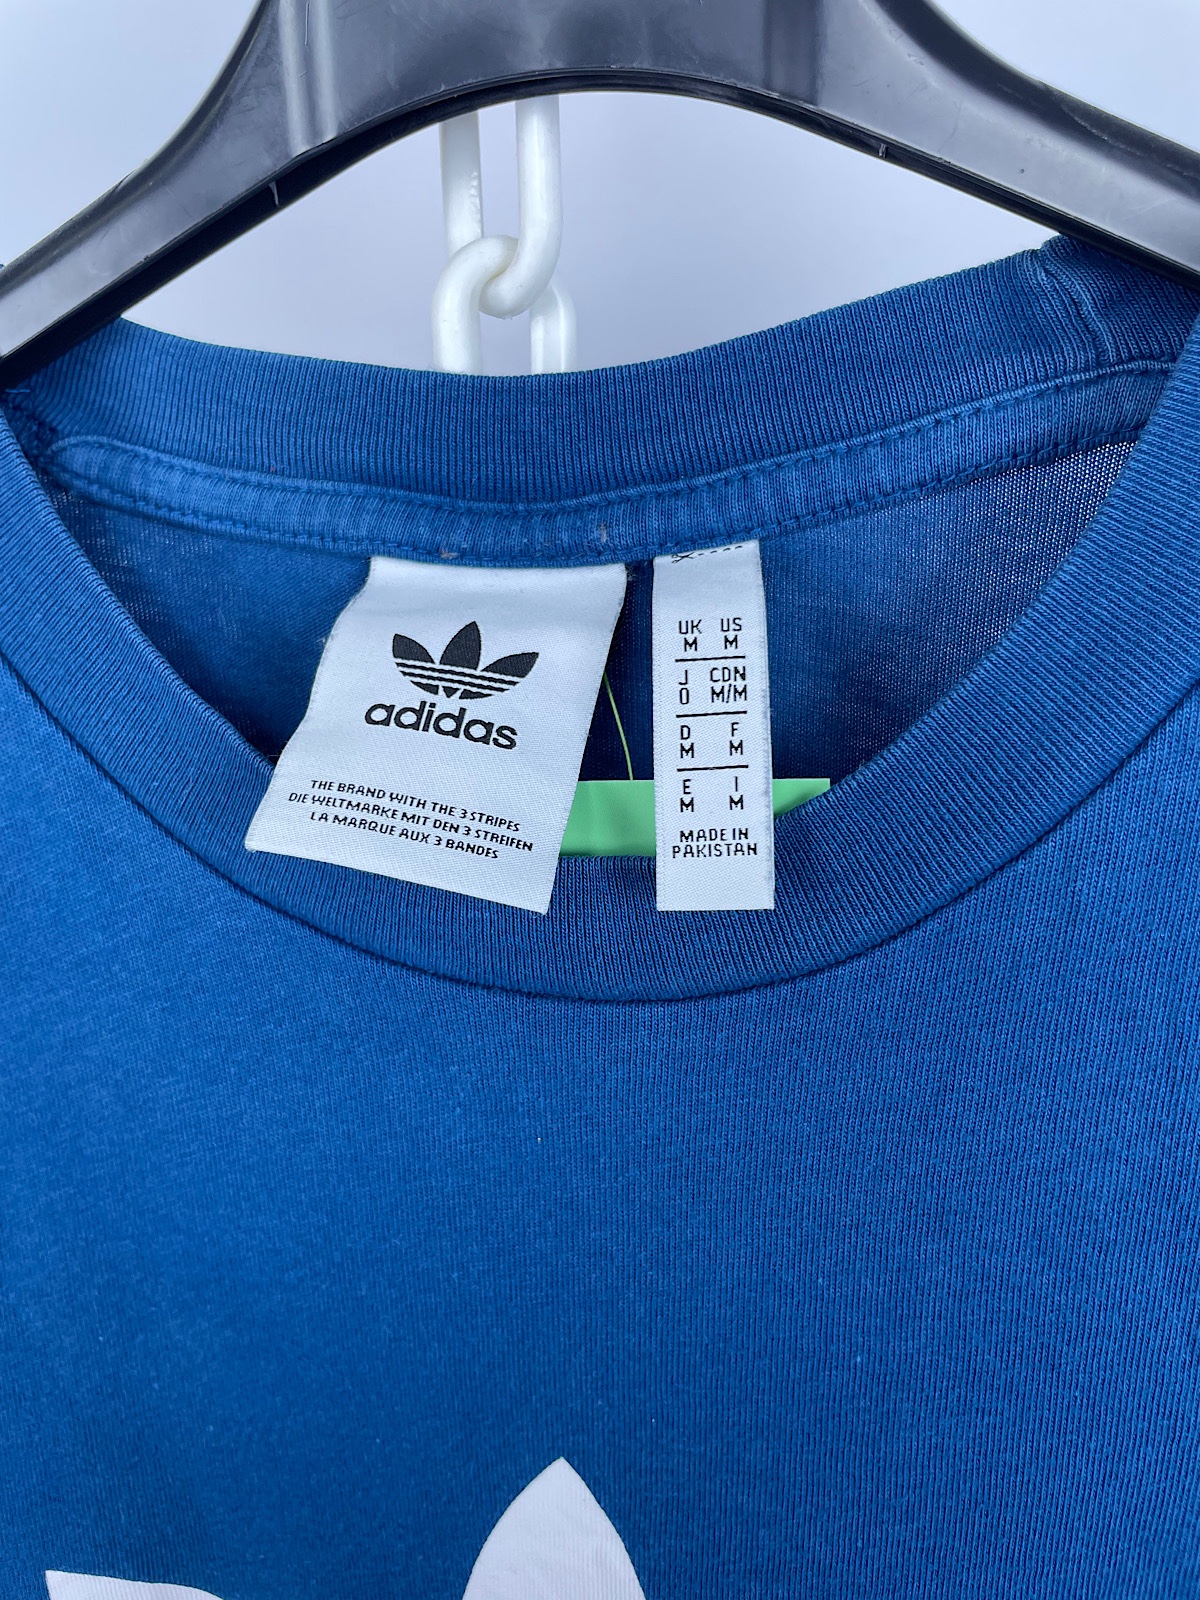 adidas
THE BRAND WITH THE 3 STRIPES
DIE WELTMARKE MIT DEN 3 STREIFEN
LA MARQUE AUX 3 BANDES
UK US
M M
J CDN
O M/M
D F
M M
E I
M M
MADE IN
PAKISTAN